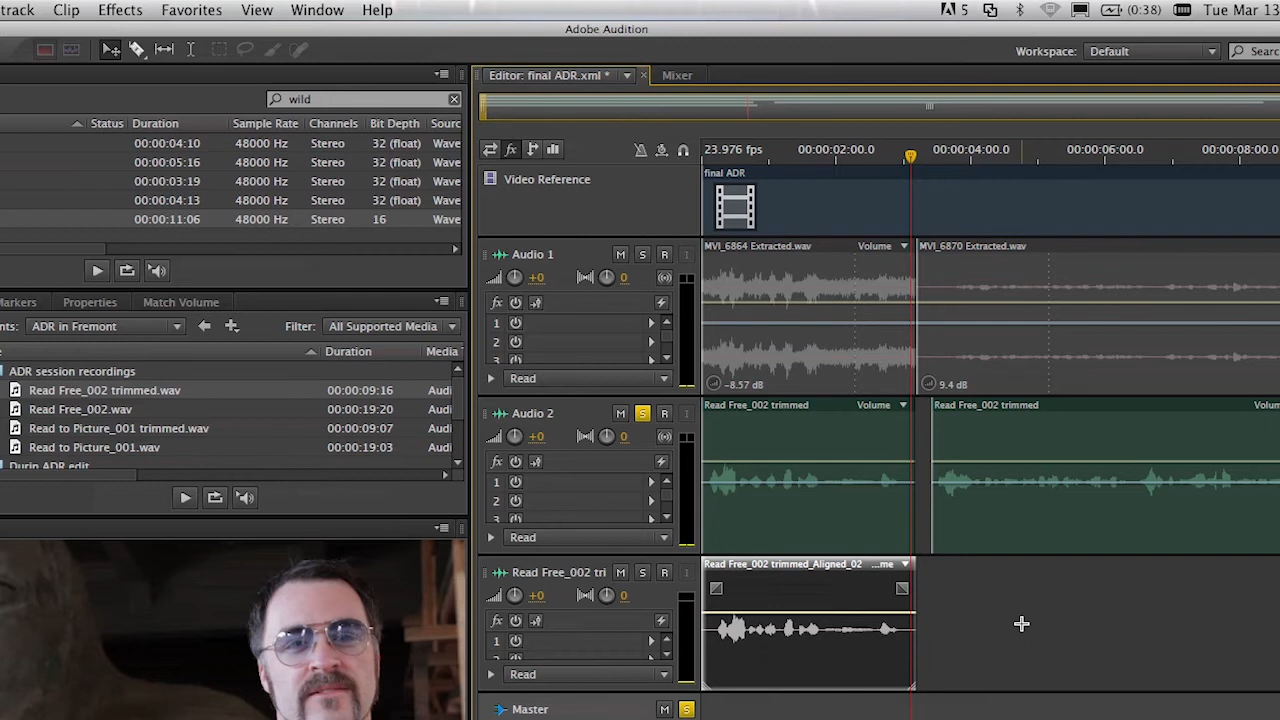 track Clip Effects Favorites View Window Help 5 (0:38) Tue Mar 13
Adobe Audition
Workspace: Default Searc
Editor: final ADR.xml * Mixer
wild
Status Duration Sample Rate Channels Bit Depth Sourc
00:00:04:10 48000 Hz Stereo 32 (float) Wave
00:00:05:16 48000 Hz Stereo 32 (float) Wave
00:00:03:19 48000 Hz Stereo 32 (float) Wave
00:00:04:13 48000 Hz Stereo 32 (float) Wave
00:00:11:06 48000 Hz Stereo 16 Wave
Markers Properties Match Volume
nts: ADR in Fremont Filter: All Supported Media
Duration Media
ADR session recordings
Read Free_002 trimmed.wav 00:00:09:16 Audi
Read Free_002.wav 00:00:19:20 Audi
Read to Picture_001 trimmed.wav 00:00:09:07 Audi
Read to Picture_001.wav 00:00:19:03 Audi
Durin ADR edit
fx
23.976 fps 00:00:02:00.0 00:00:04:00.0 00:00:06:00.0 00:00:08:00.0
Video Reference
final ADR
Audio 1 M S R I
MVI_6864 Extracted.wav Volume MVI_6870 Extracted.wav
+0 0
fx
1
2
3
Read
-8.57 dB 9.4 dB
Audio 2 M S R I
Read Free_002 trimmed Volume Read Free_002 trimmed Volum
+0 0
fx
1
2
3
Read
Read Free_002 tri M S R I
Read Free_002 trimmed_Aligned_02 ...me
+0 0
fx
1
Read
Master M S